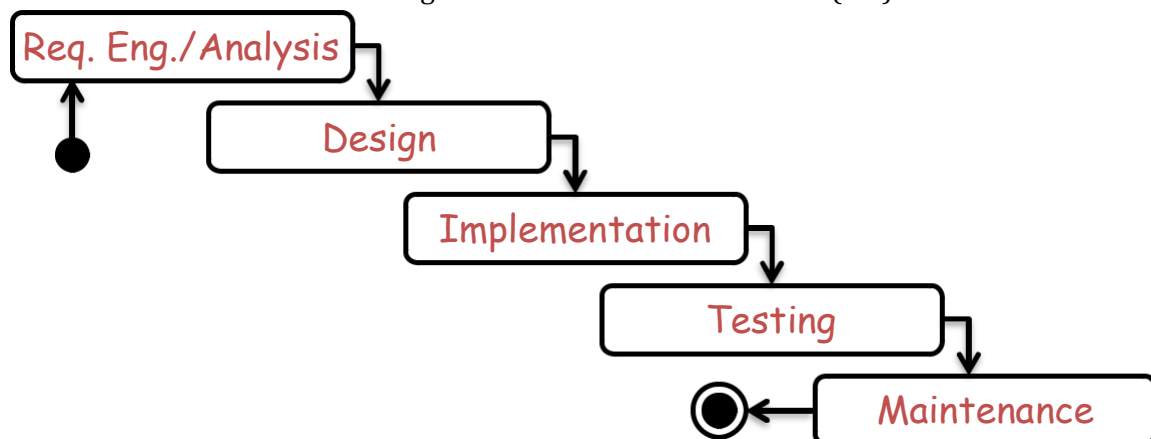 Req. Eng./Analysis
Design
Implementation
Testing
Maintenance